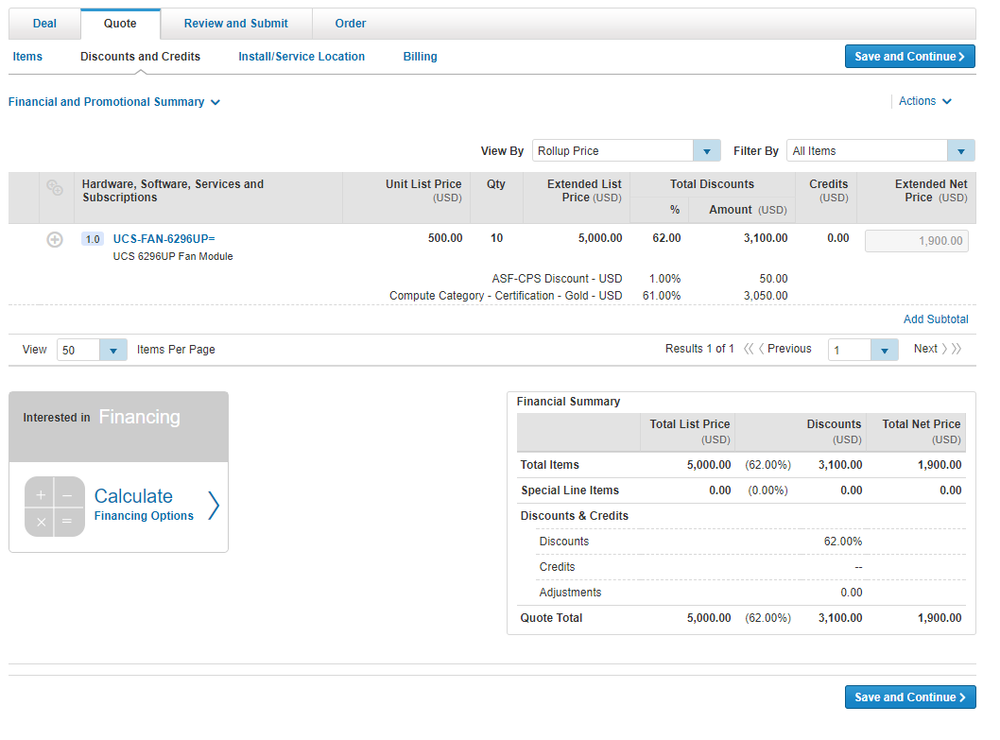 Deal Quote Review and Submit Order
Items Discounts and Credits Install/Service Location Billing Save and Continue
Financial and Promotional Summary Actions
View By Rollup Price Filter By All Items
Hardware, Software, Services and Subscriptions Unit List Price (USD) Qty Extended List Price (USD) Total Discounts % Amount (USD) Credits (USD) Extended Net Price (USD)
1.0 UCS-FAN-6296UP= 500.00 10 5,000.00 62.00 3,100.00 0.00 1,900.00
UCS 6296UP Fan Module
ASF-CPS Discount - USD 1.00% 50.00
Compute Category - Certification - Gold - USD 61.00% 3,050.00
Add Subtotal
View 50 Items Per Page Results 1 of 1 Previous 1 Next
Interested in Financing
Calculate
Financing Options
Financial Summary
Total List Price (USD) Discounts (USD) Total Net Price (USD)
Total Items 5,000.00 (62.00%) 3,100.00 1,900.00
Special Line Items 0.00 (0.00%) 0.00 0.00
Discounts & Credits
Discounts 62.00%
Credits --
Adjustments 0.00
Quote Total 5,000.00 (62.00%) 3,100.00 1,900.00
Save and Continue